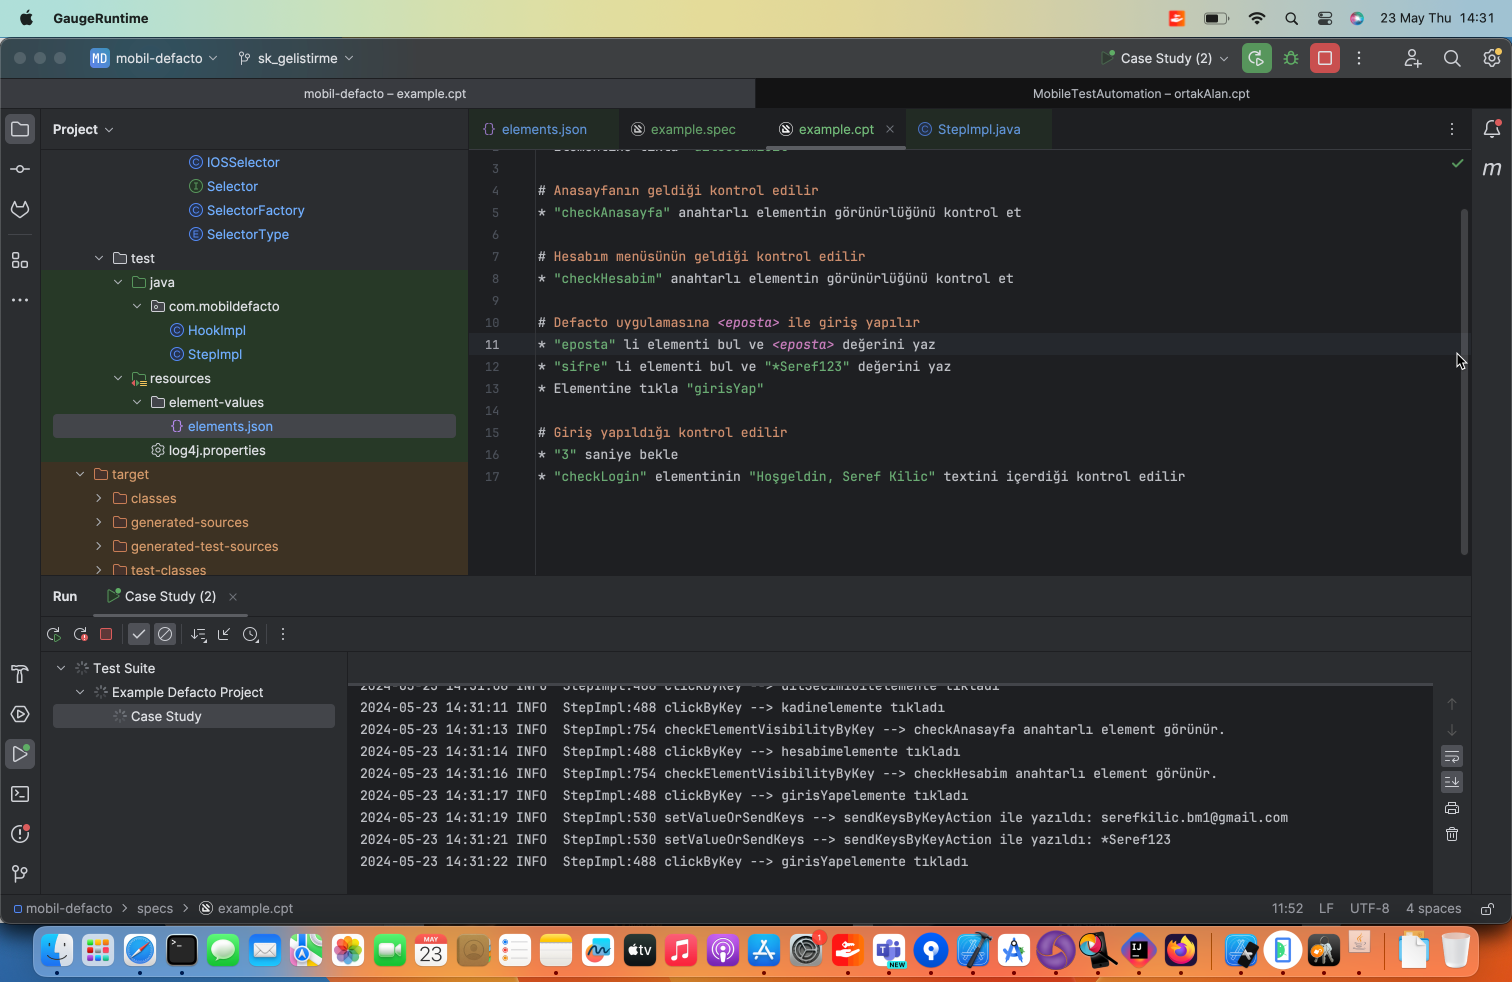 GaugeRuntime
23 May Thu 14:31
MD mobil-defacto
sk_gelistirme
Case Study (2)
mobil-defacto – example.cpt
MobileTestAutomation – ortakAlan.cpt
Project
elements.json
example.spec
example.cpt
StepImpl.java
IOSSelector
Selector
SelectorFactory
SelectorType
test
java
com.mobildefacto
HookImpl
StepImpl
resources
element-values
elements.json
log4j.properties
target
classes
generated-sources
generated-test-sources
test-classes
3
4 # Anasayfanın geldiği kontrol edilir
5 * "checkAnasayfa" anahtarlı elementin görünürlüğünü kontrol et
6
7 # Hesabım menüsünün geldiği kontrol edilir
8 * "checkHesabim" anahtarlı elementin görünürlüğünü kontrol et
9
10 # Defacto uygulamasına <eposta> ile giriş yapılır
11 * "eposta" li elementi bul ve <eposta> değerini yaz
12 * "sifre" li elementi bul ve "*Seref123" değerini yaz
13 * Elementine tıkla "girisYap"
14
15 # Giriş yapıldığı kontrol edilir
16 * "3" saniye bekle
17 * "checkLogin" elementinin "Hoşgeldin, Seref Kilic" textini içerdiği kontrol edilir
m
Run
Case Study (2)
Test Suite
Example Defacto Project
Case Study
2024-05-23 14:31:11 INFO StepImpl:488 clickByKey --> kadinelemente tıkladı
2024-05-23 14:31:13 INFO StepImpl:754 checkElementVisibilityByKey --> checkAnasayfa anahtarlı element görünür.
2024-05-23 14:31:14 INFO StepImpl:488 clickByKey --> hesabimelemente tıkladı
2024-05-23 14:31:16 INFO StepImpl:754 checkElementVisibilityByKey --> checkHesabim anahtarlı element görünür.
2024-05-23 14:31:17 INFO StepImpl:488 clickByKey --> girisYapelemente tıkladı
2024-05-23 14:31:19 INFO StepImpl:530 setValueOrSendKeys --> sendKeysByKeyAction ile yazıldı: serefkilic.bm1@gmail.com
2024-05-23 14:31:21 INFO StepImpl:530 setValueOrSendKeys --> sendKeysByKeyAction ile yazıldı: *Seref123
2024-05-23 14:31:22 INFO StepImpl:488 clickByKey --> girisYapelemente tıkladı
mobil-defacto > specs > example.cpt
11:52 LF UTF-8 4 spaces
MAY
23
tv
1
NEW
IJ